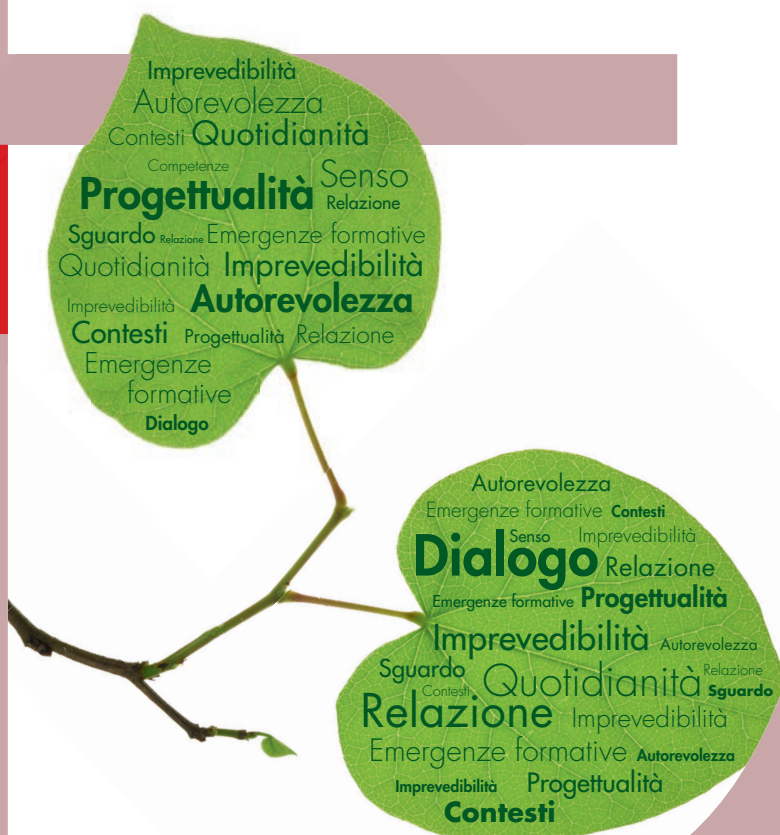 Imprevedibilità
Autorevolezza
Contesti Quotidianità
Competenze
Progettualità Senso
Relazione
Sguardo Relazione Emergenze formative
Quotidianità Imprevedibilità
Imprevedibilità Autorevolezza
Contesti Progettualità Relazione
Emergenze
formative
Dialogo
Autorevolezza
Emergenze formative Contesti
Senso Imprevedibilità
Dialogo Relazione
Emergenze formative Progettualità
Imprevedibilità Autorevolezza
Sguardo Quotidianità Relazione
Contesti Sguardo
Relazione Imprevedibilità
Emergenze formative Autorevolezza
Imprevedibilità Progettualità
Contesti